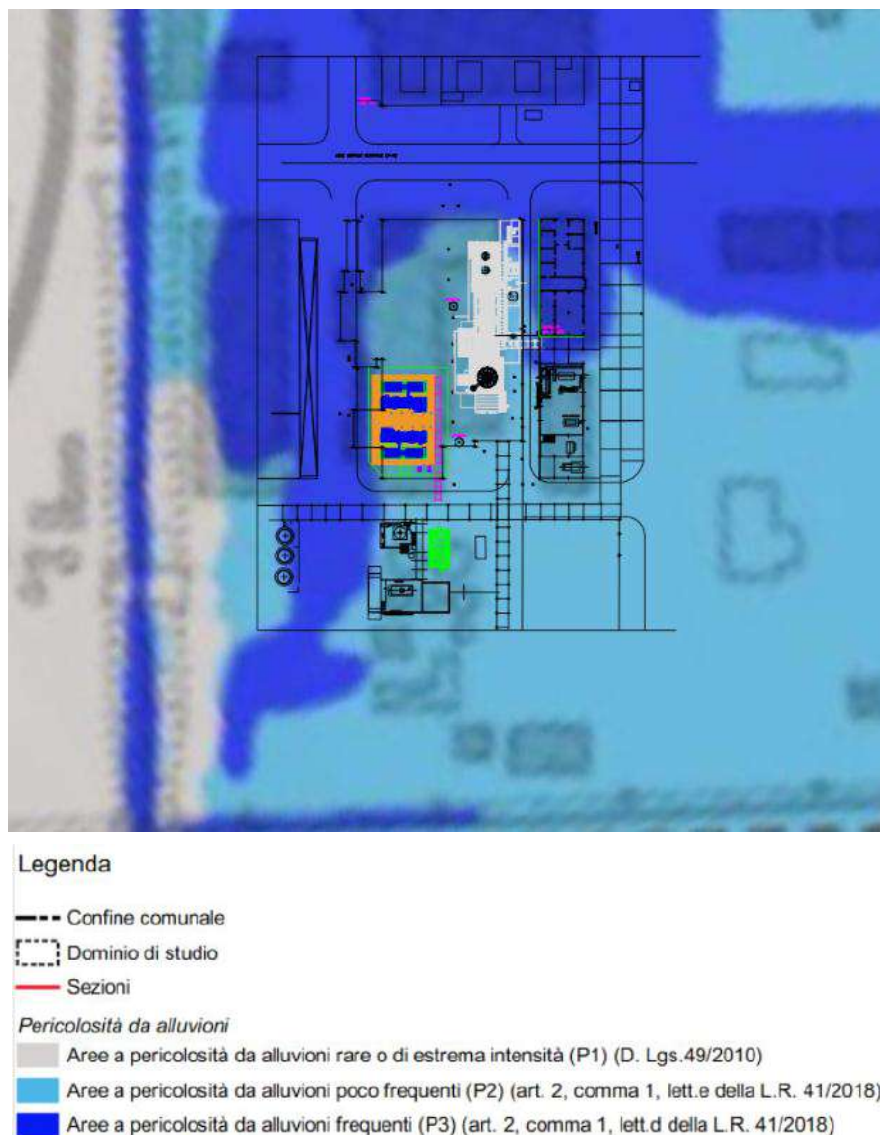 Legenda
Confine comunale
Dominio di studio
Sezioni
Pericolosità da alluvioni
Aree a pericolosità da alluvioni rare o di estrema intensità (P1) (D. Lgs.49/2010)
Aree a pericolosità da alluvioni poco frequenti (P2) (art. 2, comma 1, lett.e della L.R. 41/2018)
Aree a pericolosità da alluvioni frequenti (P3) (art. 2, comma 1, lett.d della L.R. 41/2018)